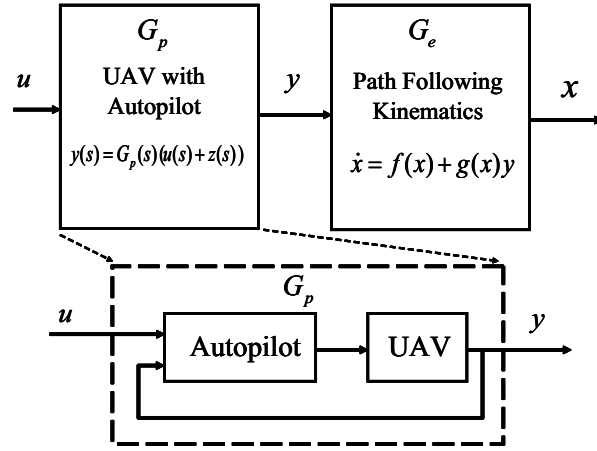 G_p
G_e
u
UAV with
Autopilot
y
Path Following
Kinematics
x
y(s) = G_p(s)(u(s)+z(s))
ẋ = f(x) + g(x)y
G_p
u
Autopilot
UAV
y